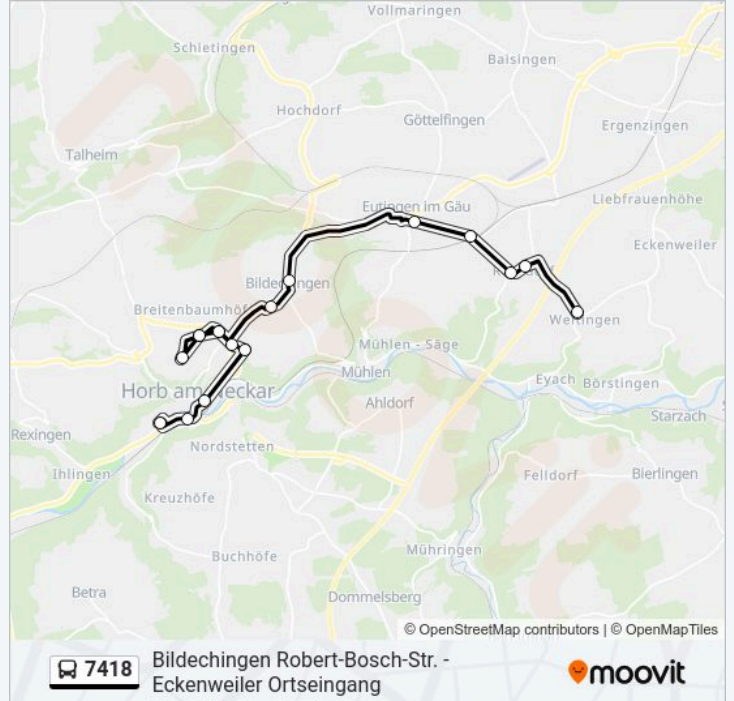 Vollmaringen
Schietingen
Baisingen
Hochdorf
Göttelfingen
Ergenzingen
Talheim
Liebfrauenhöhe
Eutingen im Gäu
Eckenweiler
Bildechingen
Breitenbaumhöfe
Weitingen
Mühlen - Säge
Mühlen
Eyach
Börstingen
Horb am Neckar
Ahldorf
Starzach
Rexingen
Nordstetten
Ihlingen
Felldorf
Bierlingen
Kreuzhöfe
Buchhöfe
Mühringen
Betra
Dommelsberg
© OpenStreetMap contributors | © OpenMapTiles
7418
Bildechingen Robert-Bosch-Str. -
Eckenweiler Ortseingang
moovit